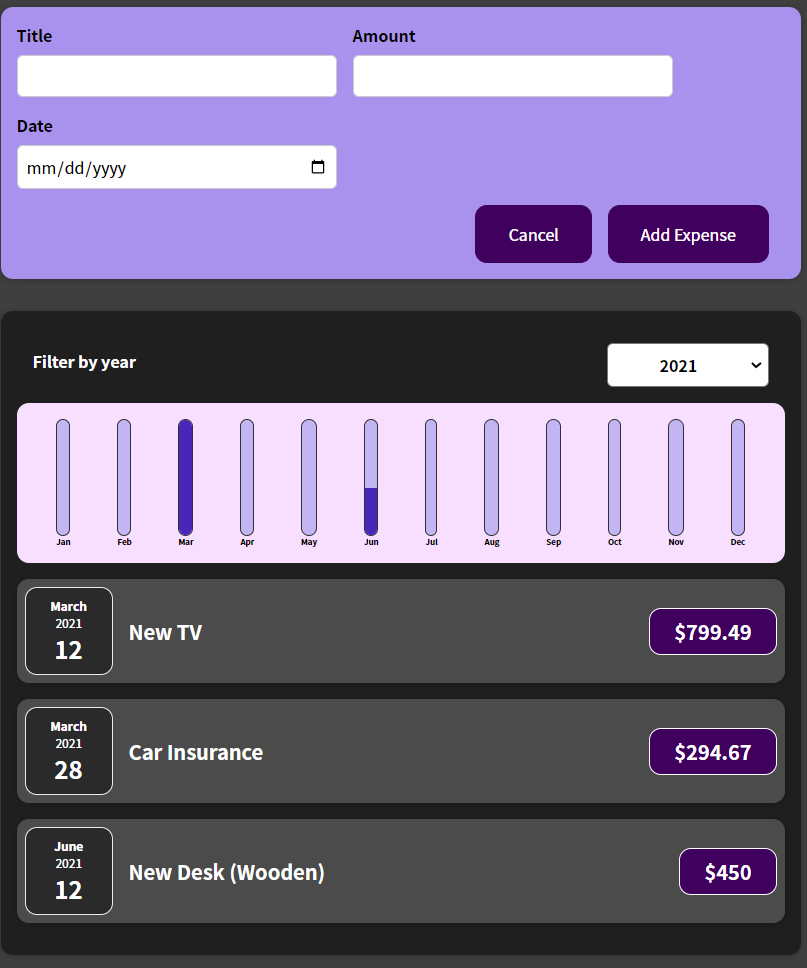 Title Amount
Date
mm/dd/yyyy
Cancel Add Expense
Filter by year 2021
Jan Feb Mar Apr May Jun Jul Aug Sep Oct Nov Dec
March
2021
12
New TV
$799.49
March
2021
28
Car Insurance
$294.67
June
2021
12
New Desk (Wooden)
$450